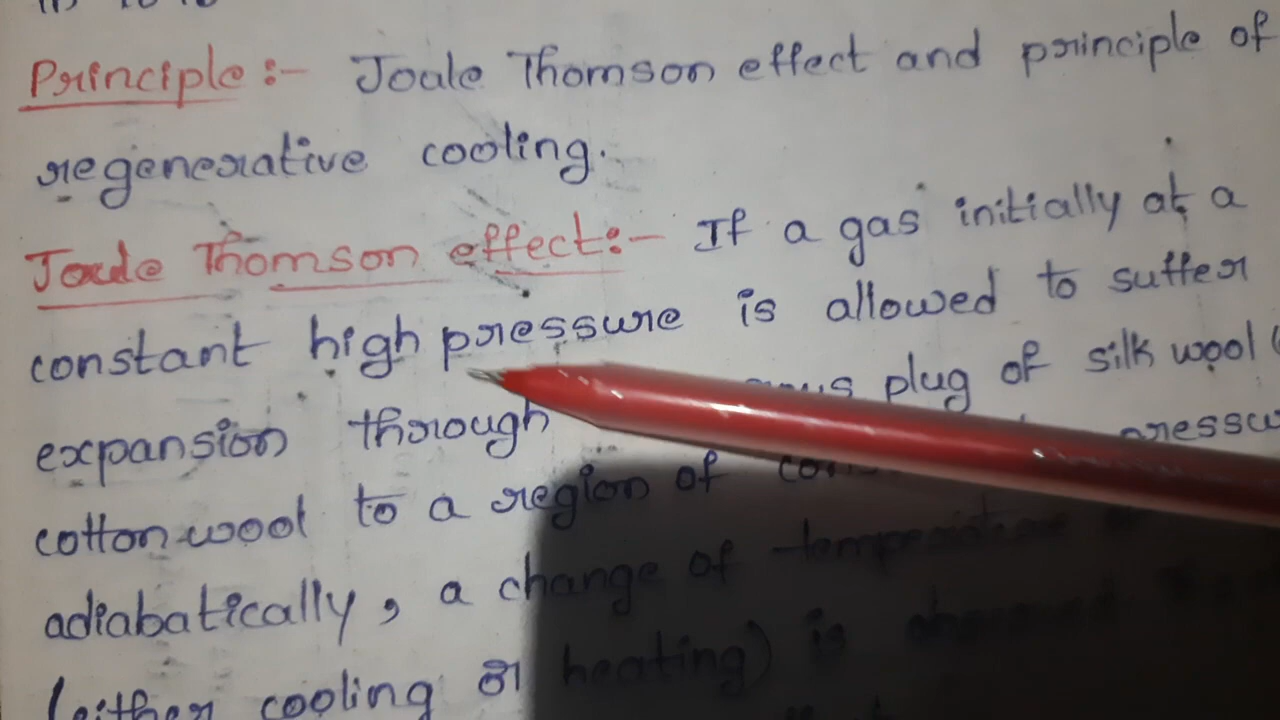 Principle :- Joule Thomson effect and principle of
regenerative cooling.
Joule Thomson effect:- If a gas initially at a
constant high pressure is allowed to suffer
expansion through plug of silk wool
cotton wool to a region of
adiabatically, a change of
(either cooling or heating) is